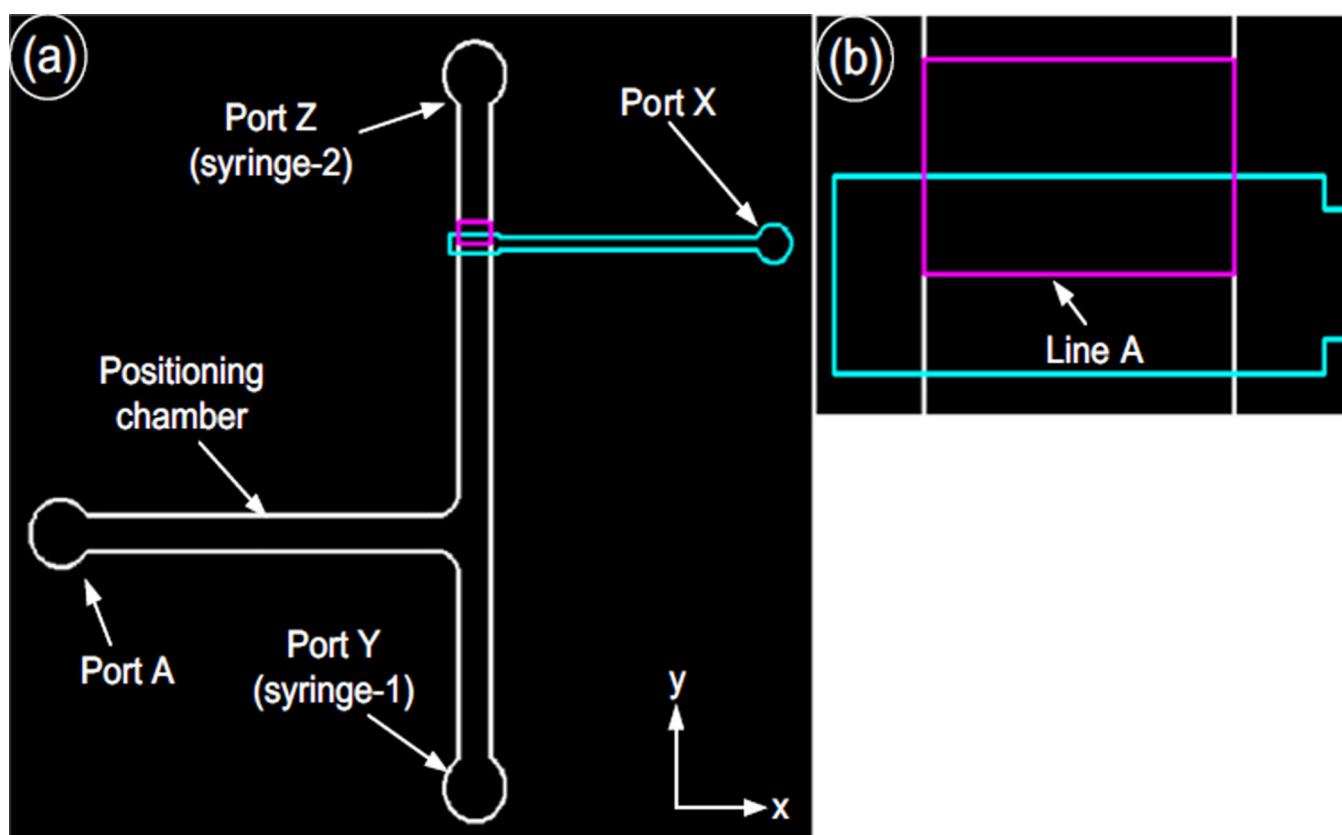 (a)
Port Z
(syringe-2)
Port X
Positioning
chamber
Port A
Port Y
(syringe-1)
y
x
(b)
Line A